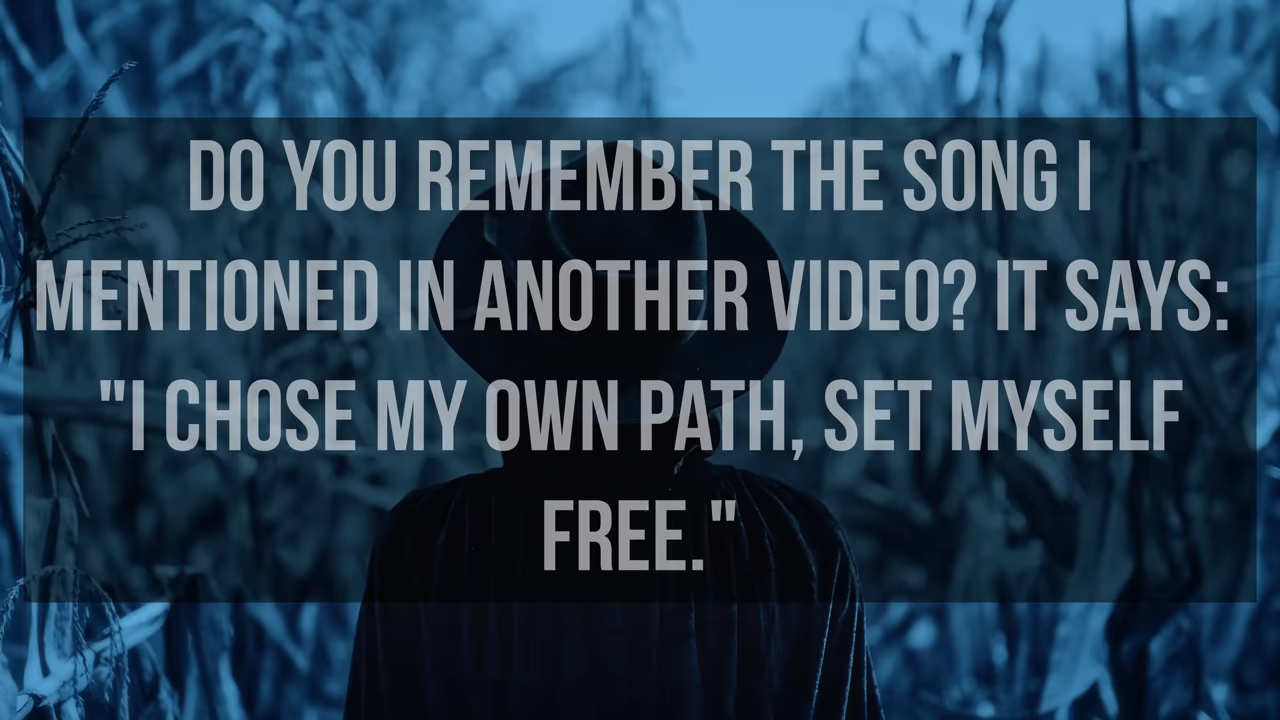 DO YOU REMEMBER THE SONG I
MENTIONED IN ANOTHER VIDEO? IT SAYS:
"I CHOSE MY OWN PATH, SET MYSELF
FREE."